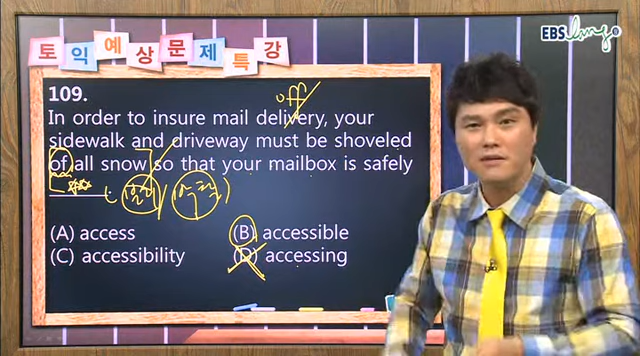 토익예상문제특강
EBS lang
109.
off
In order to insure mail delivery, your
sidewalk and driveway must be shoveled
of all snow so that your mailbox is safely
(A) access
(B) accessible
(C) accessibility
(D) accessing